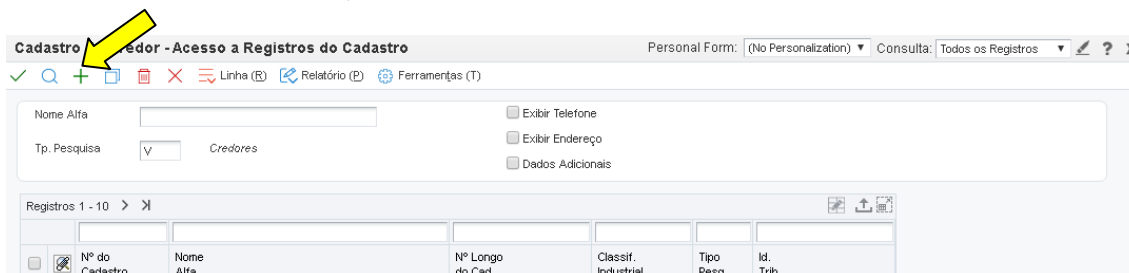 Cadastro edor - Acesso a Registros do Cadastro Personal Form: (No Personalization) Consulta: Todos os Registros ?
Linha (R) Relatório (P) Ferramentas (T)
Nome Alfa Exibir Telefone
Exibir Endereço
Tp. Pesquisa V Credores
Dados Adicionais
Registros 1 - 10
Nº do Nome Nº Longo Classif. Tipo Id.
Cadastro Alfa do Cad. Industrial Pesq. Trib.